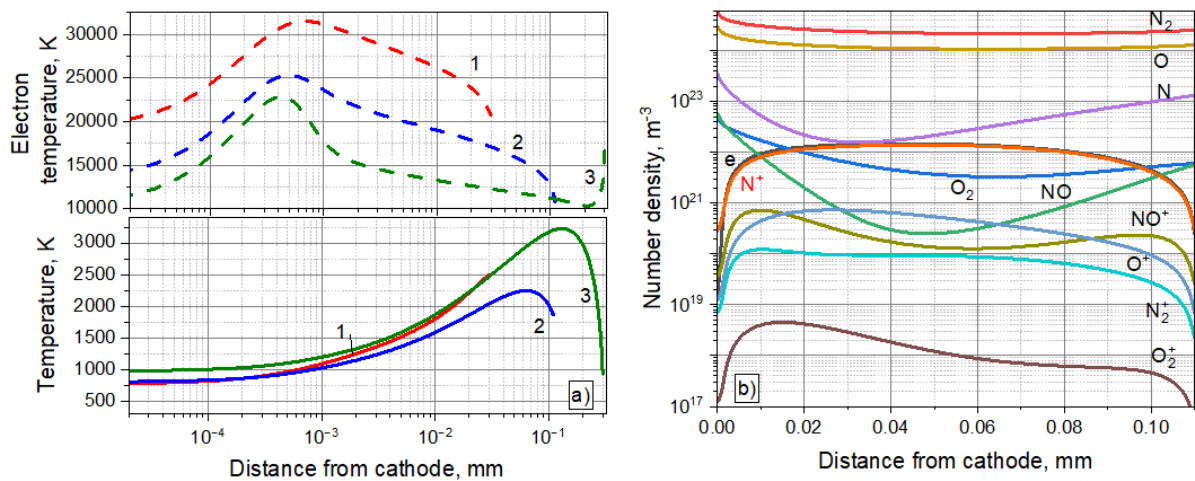 Electron
temperature, K
30000
25000
20000
15000
10000
1
2
3
Temperature, K
3000
2500
2000
1500
1000
500
1
2
3
a)
10⁻⁴
10⁻³
10⁻²
10⁻¹
Distance from cathode, mm
Number density, m⁻³
10²³
10²¹
10¹⁹
10¹⁷
N₂
O
N
e
N⁺
O₂
NO
NO⁺
O⁺
N₂⁺
O₂⁺
b)
0.00
0.02
0.04
0.06
0.08
0.10
Distance from cathode, mm